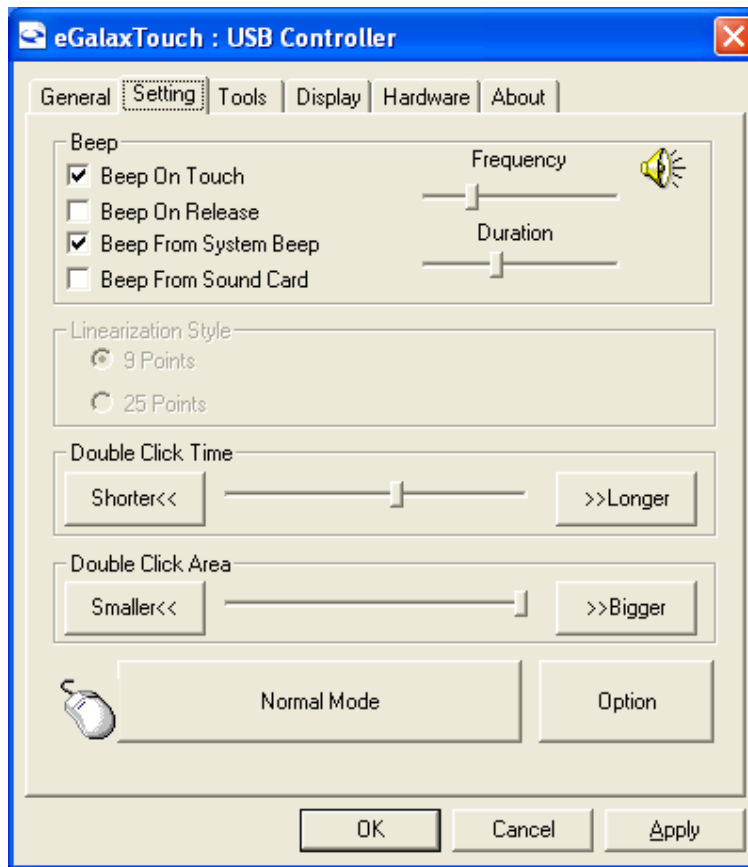 eGalaxTouch : USB Controller
General Setting Tools Display Hardware About
Beep
Beep On Touch
Beep On Release
Beep From System Beep
Beep From Sound Card
Frequency
Duration
Linearization Style
9 Points
25 Points
Double Click Time
Shorter<< >>Longer
Double Click Area
Smaller<< >>Bigger
Normal Mode Option
OK Cancel Apply